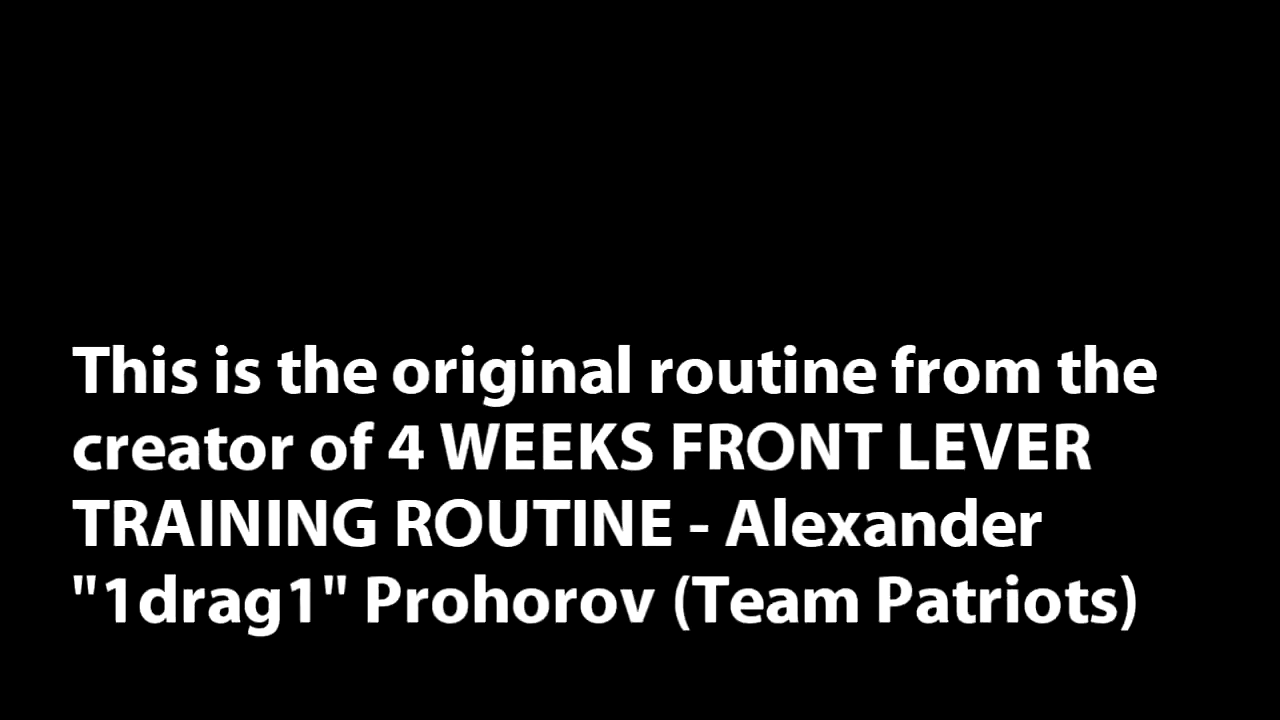 This is the original routine from the
creator of 4 WEEKS FRONT LEVER
TRAINING ROUTINE - Alexander
"1drag1" Prohorov (Team Patriots)